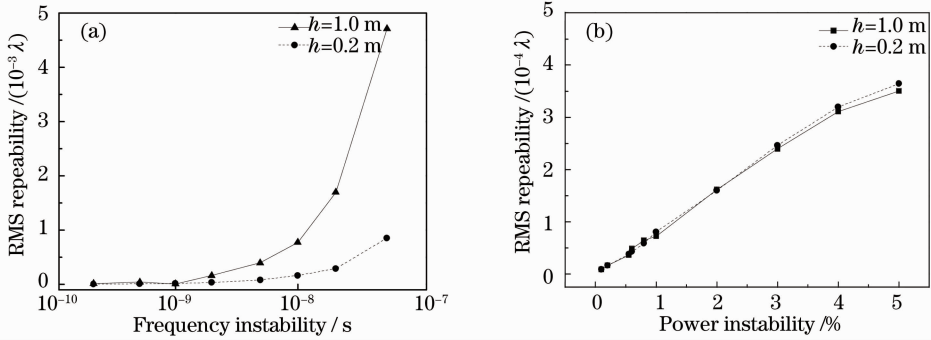 (a)
h=1.0 m
h=0.2 m
RMS repeability /(10⁻³ λ)
5
4
3
2
1
0
10⁻¹⁰
10⁻⁹
10⁻⁸
10⁻⁷
Frequency instability / s
(b)
h=1.0 m
h=0.2 m
RMS repeability /(10⁻⁴ λ)
5
4
3
2
1
0
0
1
2
3
4
5
Power instability /%